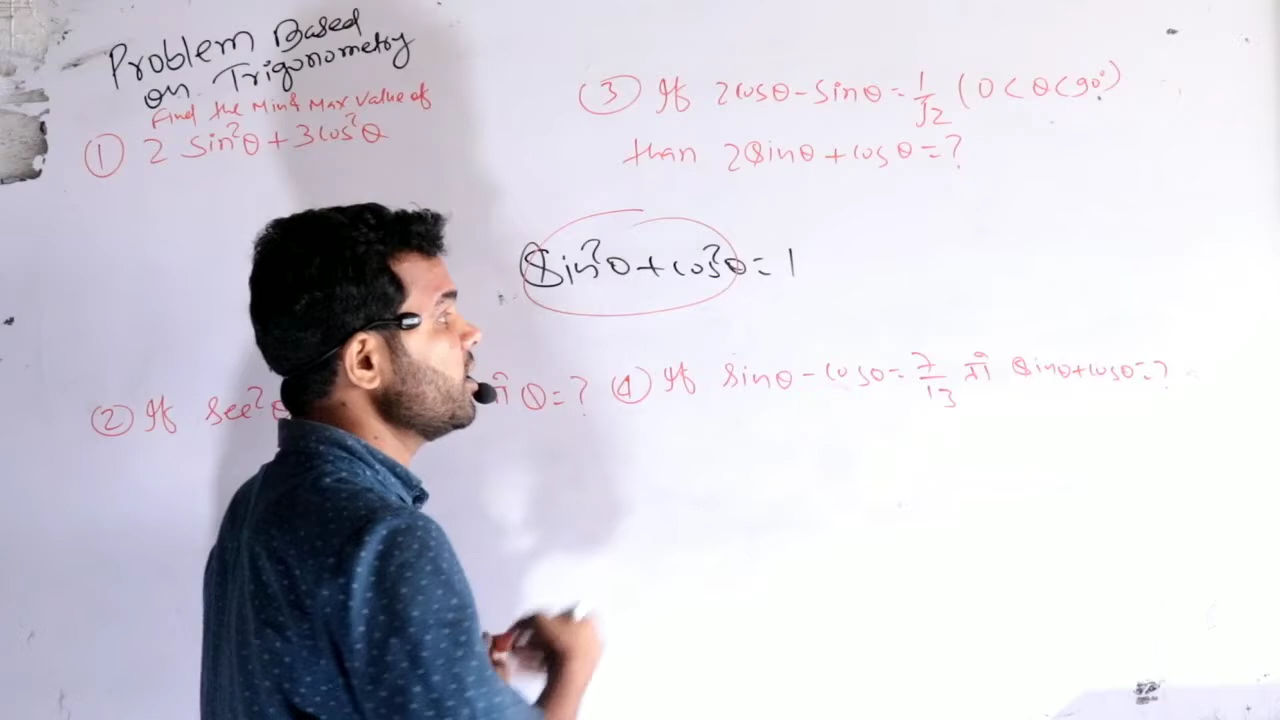 Problem Based
on Trigonometry
Find the Min & Max Value of
① 2 sin²θ + 3cos²θ
③ If 2cosθ - sinθ = 1/√2 (0 < θ < 90°)
than 2sinθ + cosθ = ?
sin²θ + cos²θ = 1
② If sec²θ
θ = ?
④ If sinθ - cosθ = 7/13 sinθ + cosθ = ?